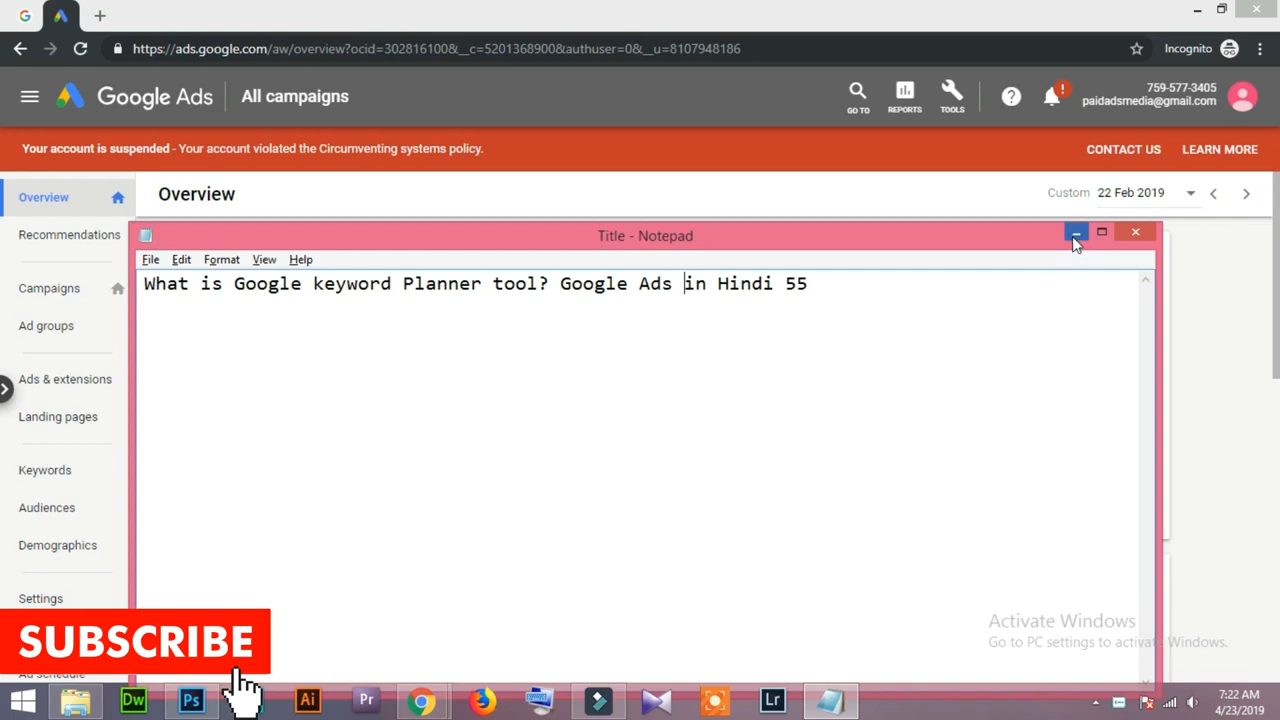 https://ads.google.com/aw/overview?ocid=302816100&__c=5201368900&authuser=0&__u=8107948186
Incognito
Google Ads
All campaigns
GO TO
REPORTS
TOOLS
759-577-3405
paidadsmedia@gmail.com
Your account is suspended - Your account violated the Circumventing systems policy.
CONTACT US
LEARN MORE
Overview
Overview
Custom
22 Feb 2019
Recommendations
Campaigns
Ad groups
Ads & extensions
Landing pages
Keywords
Audiences
Demographics
Settings
Title - Notepad
File
Edit
Format
View
Help
What is Google keyword Planner tool? Google Ads in Hindi 55
SUBSCRIBE
Activate Windows
Go to PC settings to activate Windows.
Dw
Ps
Ai
Pr
Lr
7:22 AM
4/23/2019